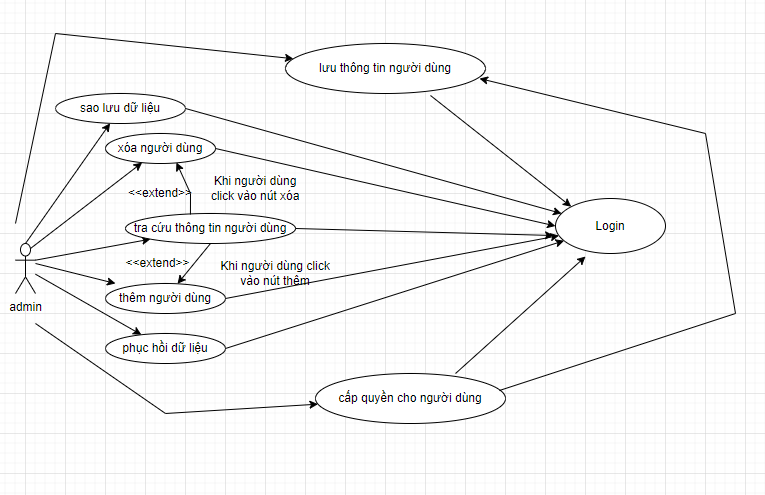 lưu thông tin người dùng
sao lưu dữ liệu
xóa người dùng
<<extend>>
Khi người dùng
click vào nút xóa
tra cứu thông tin người dùng
Login
<<extend>>
Khi người dùng click
vào nút thêm
thêm người dùng
admin
phục hồi dữ liệu
cấp quyền cho người dùng